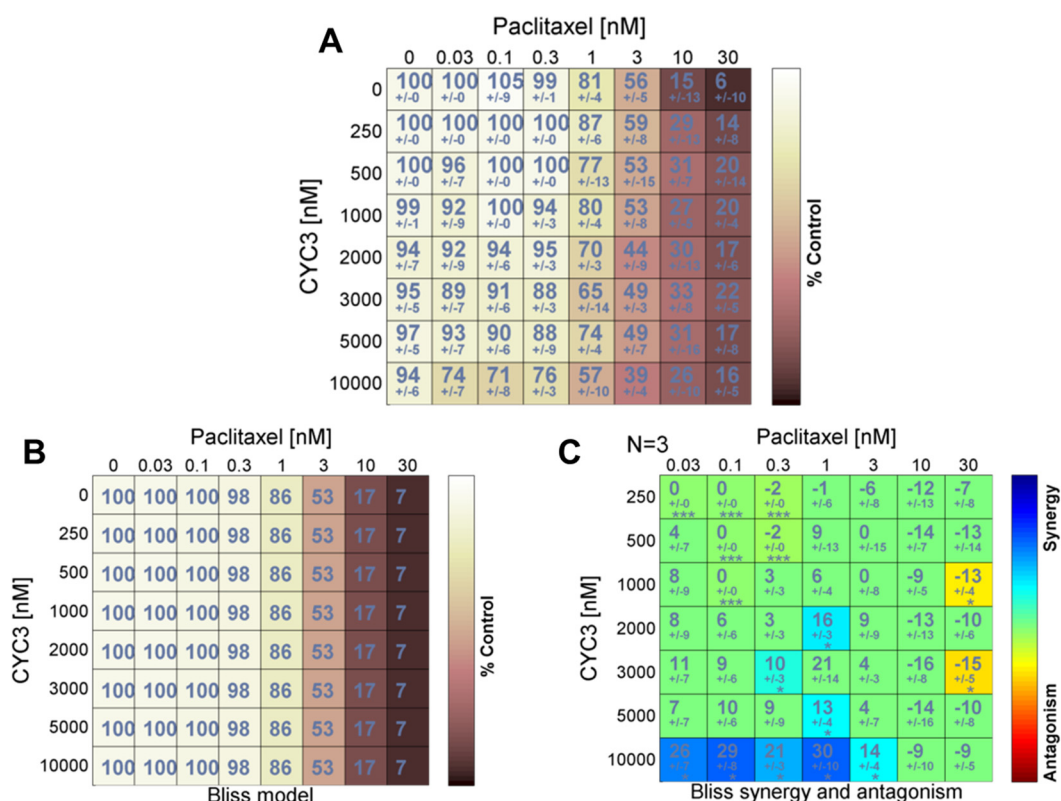 A
Paclitaxel [nM]
0 0.03 0.1 0.3 1 3 10 30
0 100 100 105 99 81 56 15 6
+/-0 +/-0 +/-9 +/-1 +/-4 +/-5 +/-13 +/-10
250 100 100 100 100 87 59 29 14
+/-0 +/-0 +/-0 +/-0 +/-6 +/-8 +/-8
500 100 96 100 100 77 53 31 20
+/-0 +/-7 +/-0 +/-0 +/-13 +/-15 +/-7 +/-14
1000 99 92 100 94 80 53 27 20
+/-1 +/-9 +/-0 +/-3 +/-4 +/-8 +/-4
2000 94 92 94 95 70 44 30 17
+/-7 +/-9 +/-6 +/-3 +/-3 +/-9 +/-13 +/-6
3000 95 89 91 88 65 49 33 22
+/-5 +/-7 +/-6 +/-3 +/-14 +/-3 +/-8 +/-5
5000 97 93 90 88 74 49 31 17
+/-5 +/-7 +/-6 +/-9 +/-4 +/-7 +/-16 +/-8
10000 94 74 71 76 57 39 26 16
+/-6 +/-7 +/-8 +/-3 +/-10 +/-4 +/-10 +/-5
CYC3 [nM]
% Control
B
Paclitaxel [nM]
0 0.03 0.1 0.3 1 3 10 30
0 100 100 100 98 86 53 17 7
250 100 100 100 98 86 53 17 7
500 100 100 100 98 86 53 17 7
1000 100 100 100 98 86 53 17 7
2000 100 100 100 98 86 53 17 7
3000 100 100 100 98 86 53 17 7
5000 100 100 100 98 86 53 17 7
10000 100 100 100 98 86 53 17 7
CYC3 [nM]
% Control
Bliss model
C
N=3
Paclitaxel [nM]
0.03 0.1 0.3 1 3 10 30
250 0 0 -2 -1 -6 -12 -7
+/-0 +/-0 +/-0 +/-6 +/-8 +/-13 +/-8
*** *** ***
500 4 0 -2 9 0 -14 -13
+/-7 +/-0 +/-0 +/-13 +/-15 +/-7 +/-14
*** ***
1000 8 0 3 6 0 -9 -13
+/-9 +/-0 +/-3 +/-4 +/-8 +/-5 +/-4
*** *
2000 8 6 3 16 9 -13 -10
+/-9 +/-6 +/-3 +/-3 +/-9 +/-13 +/-6
*
3000 11 9 10 21 4 -16 -15
+/-7 +/-6 +/-3 +/-14 +/-3 +/-8 +/-5
* *
5000 7 10 9 13 4 -14 -10
+/-7 +/-6 +/-9 +/-4 +/-7 +/-16 +/-8
*
10000 26 29 21 30 14 -9 -9
+/-7 +/-8 +/-3 +/-10 +/-4 +/-10 +/-5
* * * * *
CYC3 [nM]
Synergy
Antagonism
Bliss synergy and antagonism